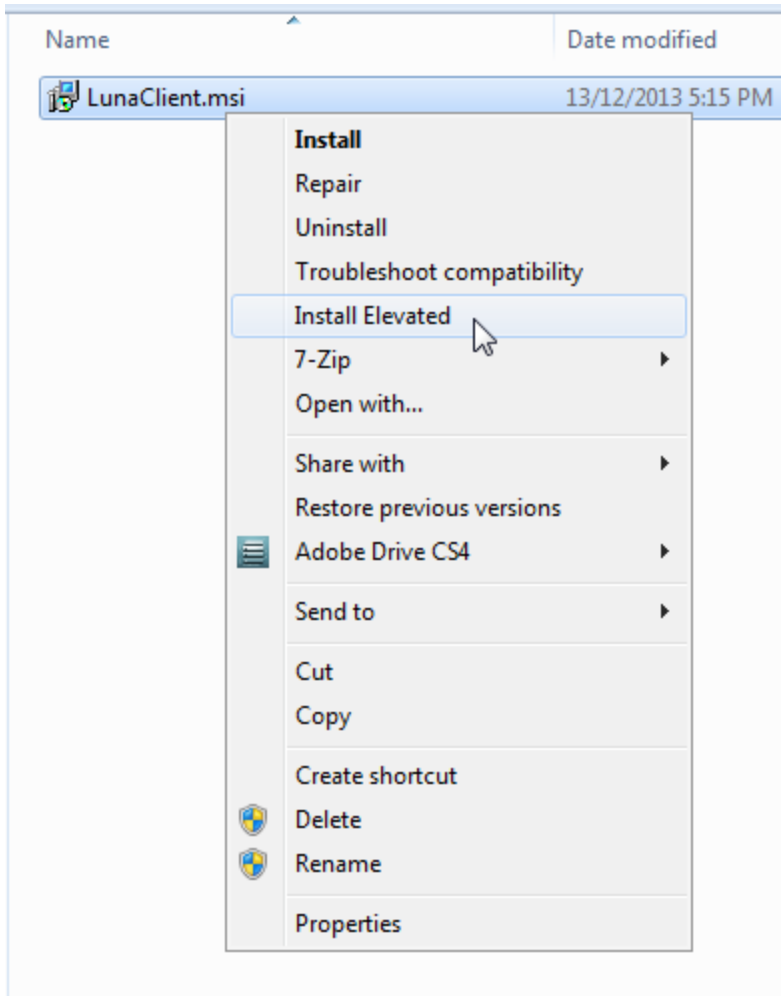 Name Date modified
LunaClient.msi 13/12/2013 5:15 PM
Install
Repair
Uninstall
Troubleshoot compatibility
Install Elevated
7-Zip
Open with...
Share with
Restore previous versions
Adobe Drive CS4
Send to
Cut
Copy
Create shortcut
Delete
Rename
Properties